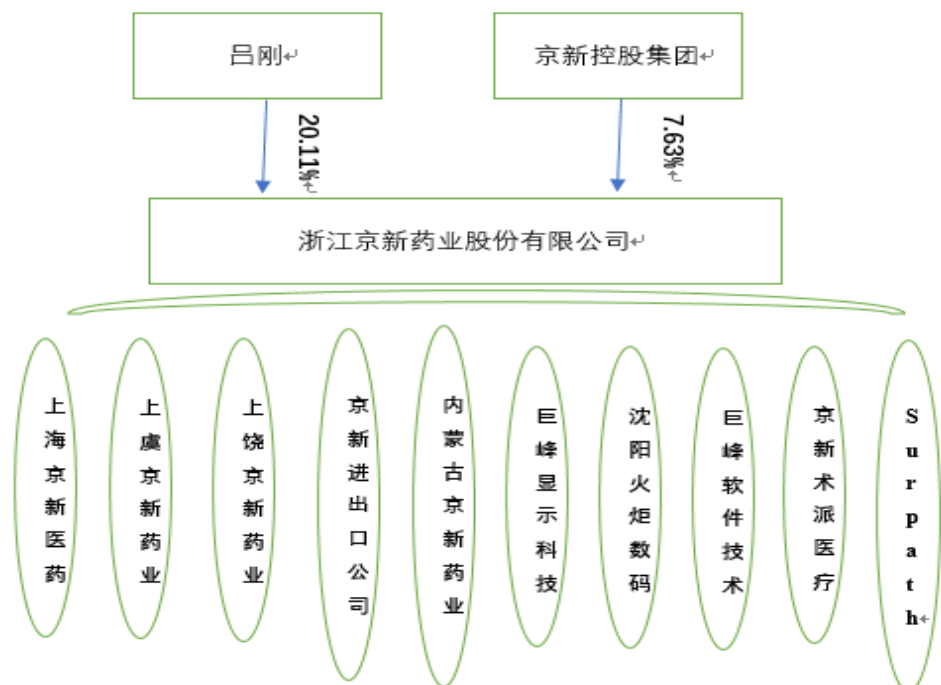 吕刚
京新控股集团
20.11%
7.63%
浙江京新药业股份有限公司
上海京新医药
上虞京新药业
上饶京新药业
京新进出口公司
内蒙古京新药业
巨峰显示科技
沈阳火炬数码
巨峰软件技术
京新术派医疗
Surpath